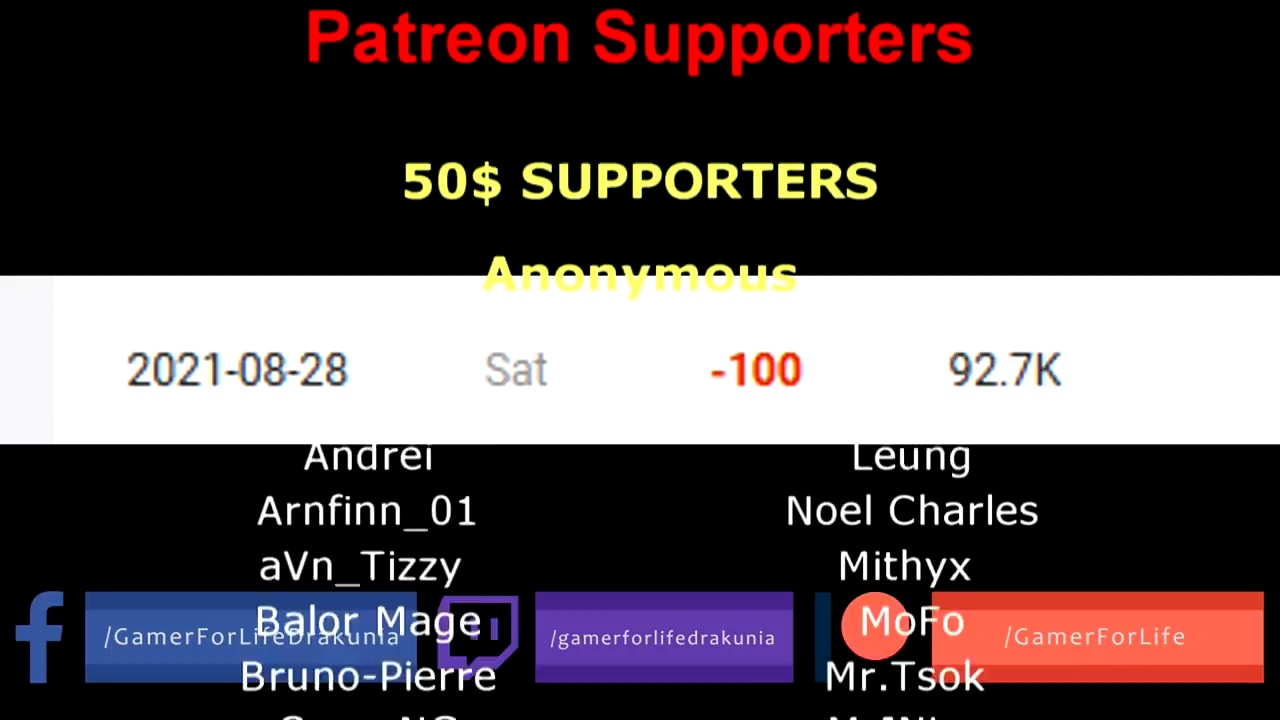 Patreon Supporters
50$ SUPPORTERS
Anonymous
2021-08-28 Sat -100 92.7K
Andrei Leung
Arnfinn_01 Noel Charles
aVn_Tizzy Mithyx
Balor Mage MoFo
/GamerForLifeDrakunia /gamerforlifedrakunia /GamerForLife
Bruno-Pierre Mr.Tsok